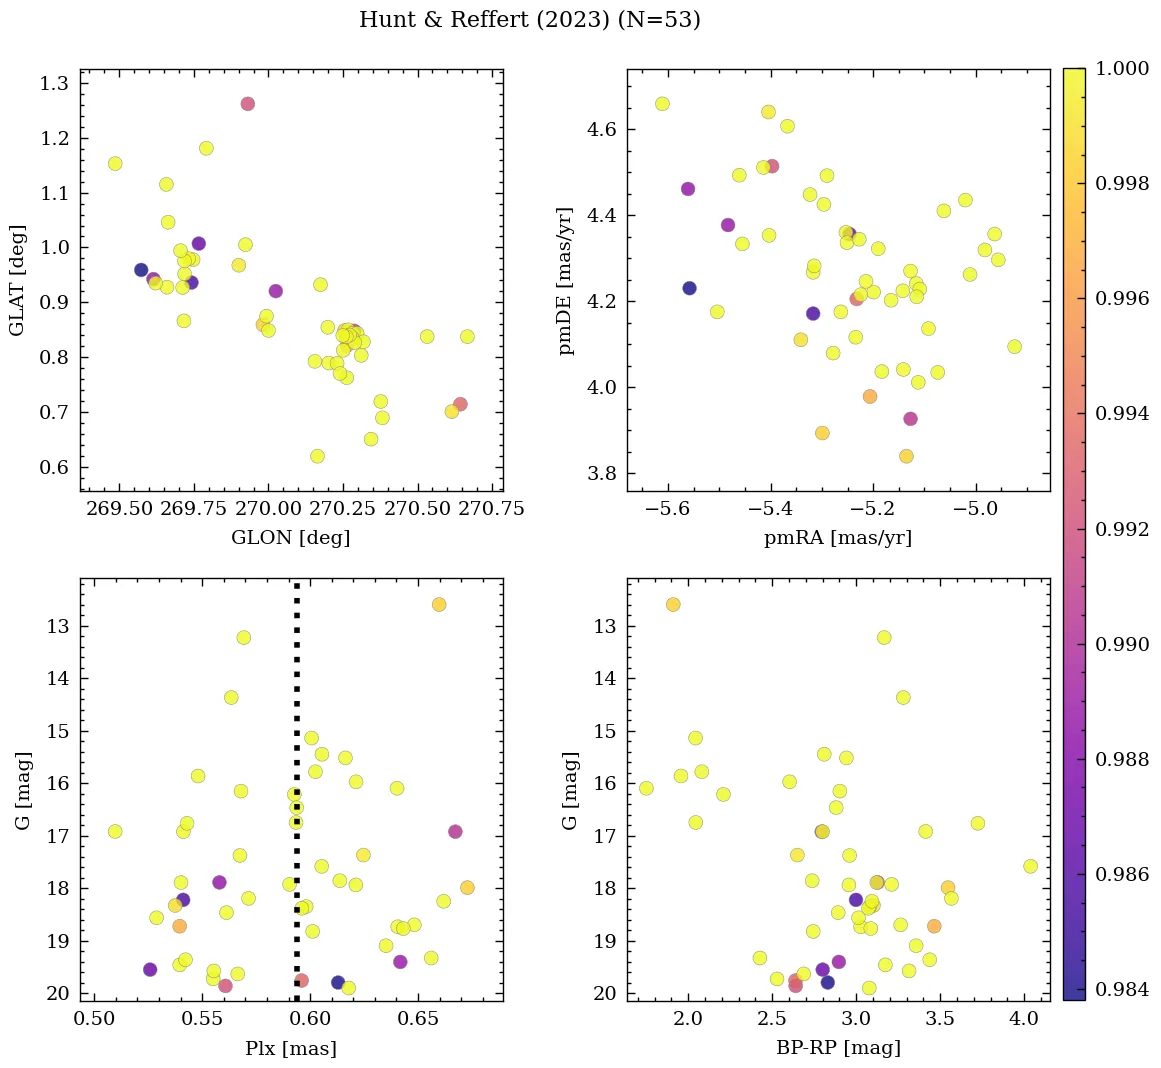 Hunt & Reffert (2023) (N=53)
1.3
1.2
1.1
1.0
0.9
0.8
0.7
0.6
GLAT [deg]
269.50 269.75 270.00 270.25 270.50 270.75
GLON [deg]
4.6
4.4
4.2
4.0
3.8
pmDE [mas/yr]
−5.6 −5.4 −5.2 −5.0
pmRA [mas/yr]
13
14
15
16
17
18
19
20
G [mag]
0.50 0.55 0.60 0.65
Plx [mas]
13
14
15
16
17
18
19
20
G [mag]
2.0 2.5 3.0 3.5 4.0
BP-RP [mag]
1.000
0.998
0.996
0.994
0.992
0.990
0.988
0.986
0.984